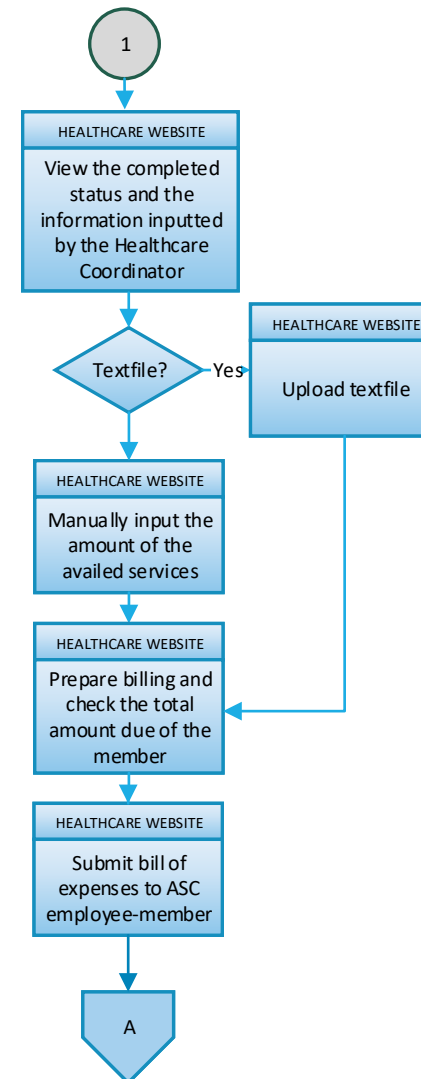 1
HEALTHCARE WEBSITE
View the completed
status and the
information inputted
by the Healthcare
Coordinator
Textfile?
Yes
HEALTHCARE WEBSITE
Upload textfile
HEALTHCARE WEBSITE
Manually input the
amount of the
availed services
HEALTHCARE WEBSITE
Prepare billing and
check the total
amount due of the
member
HEALTHCARE WEBSITE
Submit bill of
expenses to ASC
employee-member
A